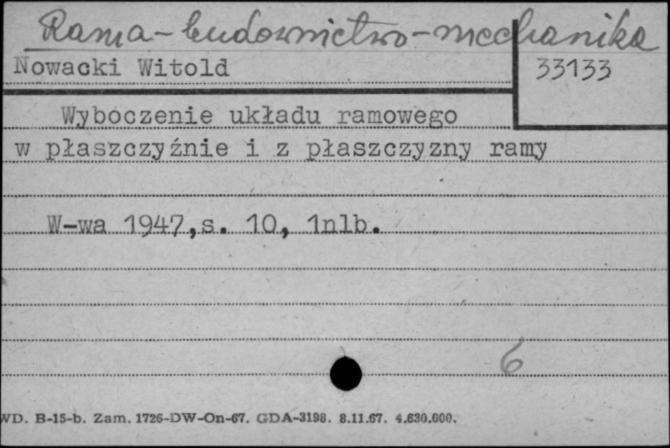 Rama-budownictwo-mechanika
Nowacki Witold
33133
Wyboczenie układu ramowego
w płaszczyźnie i z płaszczyzny ramy
W-wa 1947,s. 10, 1nlb.
6
WD. B-15-b. Zam. 1726-DW-On-67. GDA-3198. 8.11.67. 4.630.000.